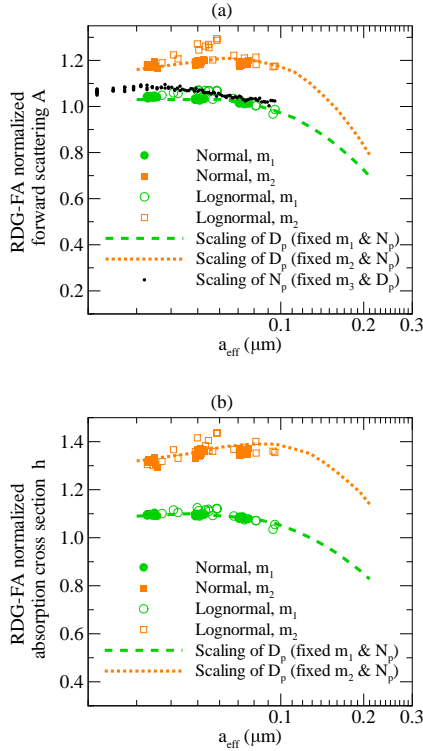 (a)
RDG-FA normalized
forward scattering A
1.2
1.0
0.8
0.6
0.4
0.2
Normal, m₁
Normal, m₂
Lognormal, m₁
Lognormal, m₂
Scaling of Dₚ (fixed m₁ & Nₚ)
Scaling of Dₚ (fixed m₂ & Nₚ)
Scaling of Nₚ (fixed m₃ & Dₚ)
0.1
0.2
0.3
a_eff (μm)
(b)
RDG-FA normalized
absorption cross section h
1.4
1.2
1.0
0.8
0.6
0.4
Normal, m₁
Normal, m₂
Lognormal, m₁
Lognormal, m₂
Scaling of Dₚ (fixed m₁ & Nₚ)
Scaling of Dₚ (fixed m₂ & Nₚ)
0.1
0.2
0.3
a_eff (μm)